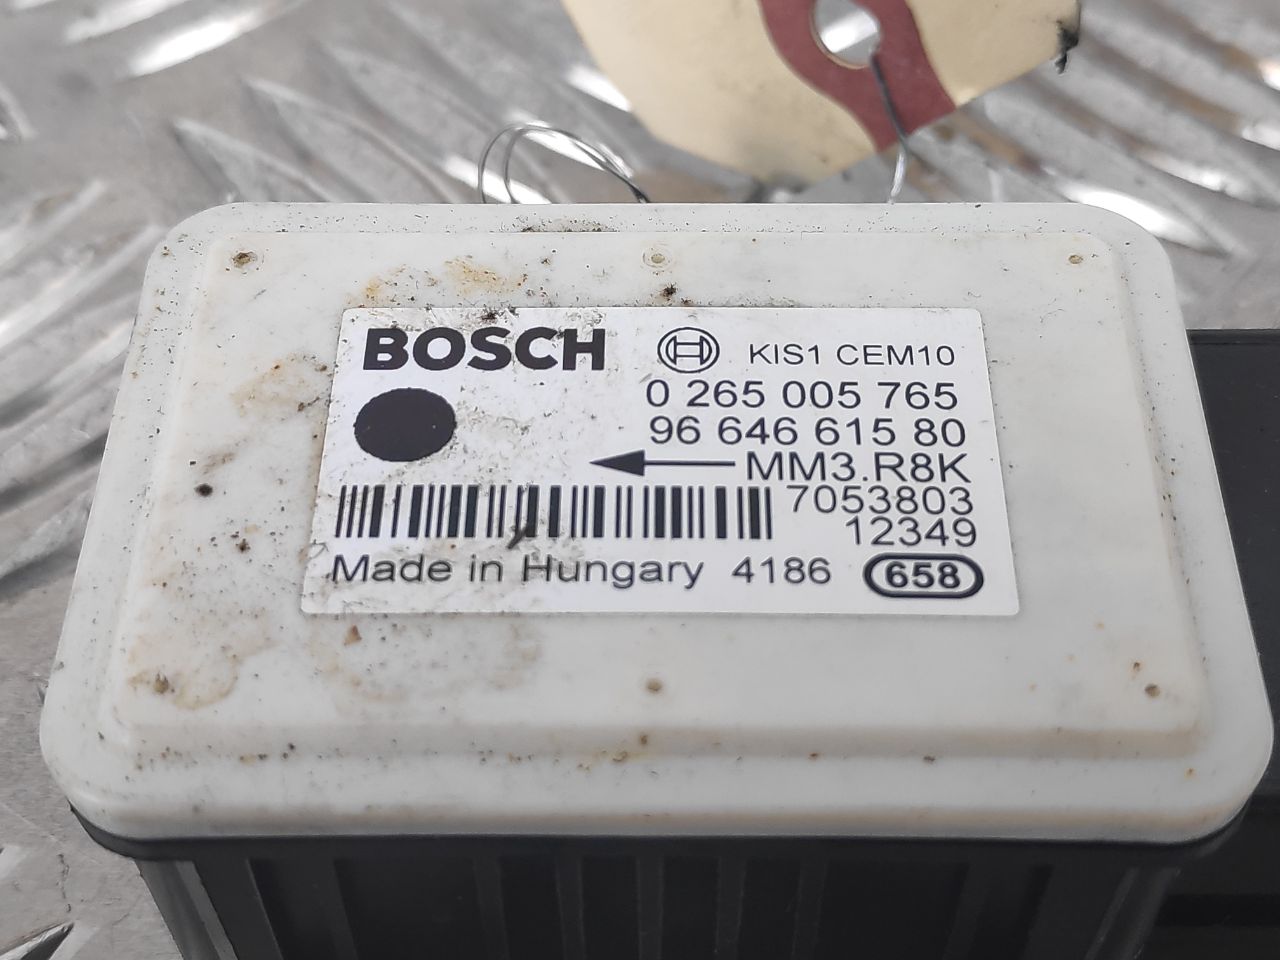 BOSCH KIS1 CEM10
0 265 005 765
96 646 615 80
MM3.R8K
7053803
12349
Made in Hungary 4186 658